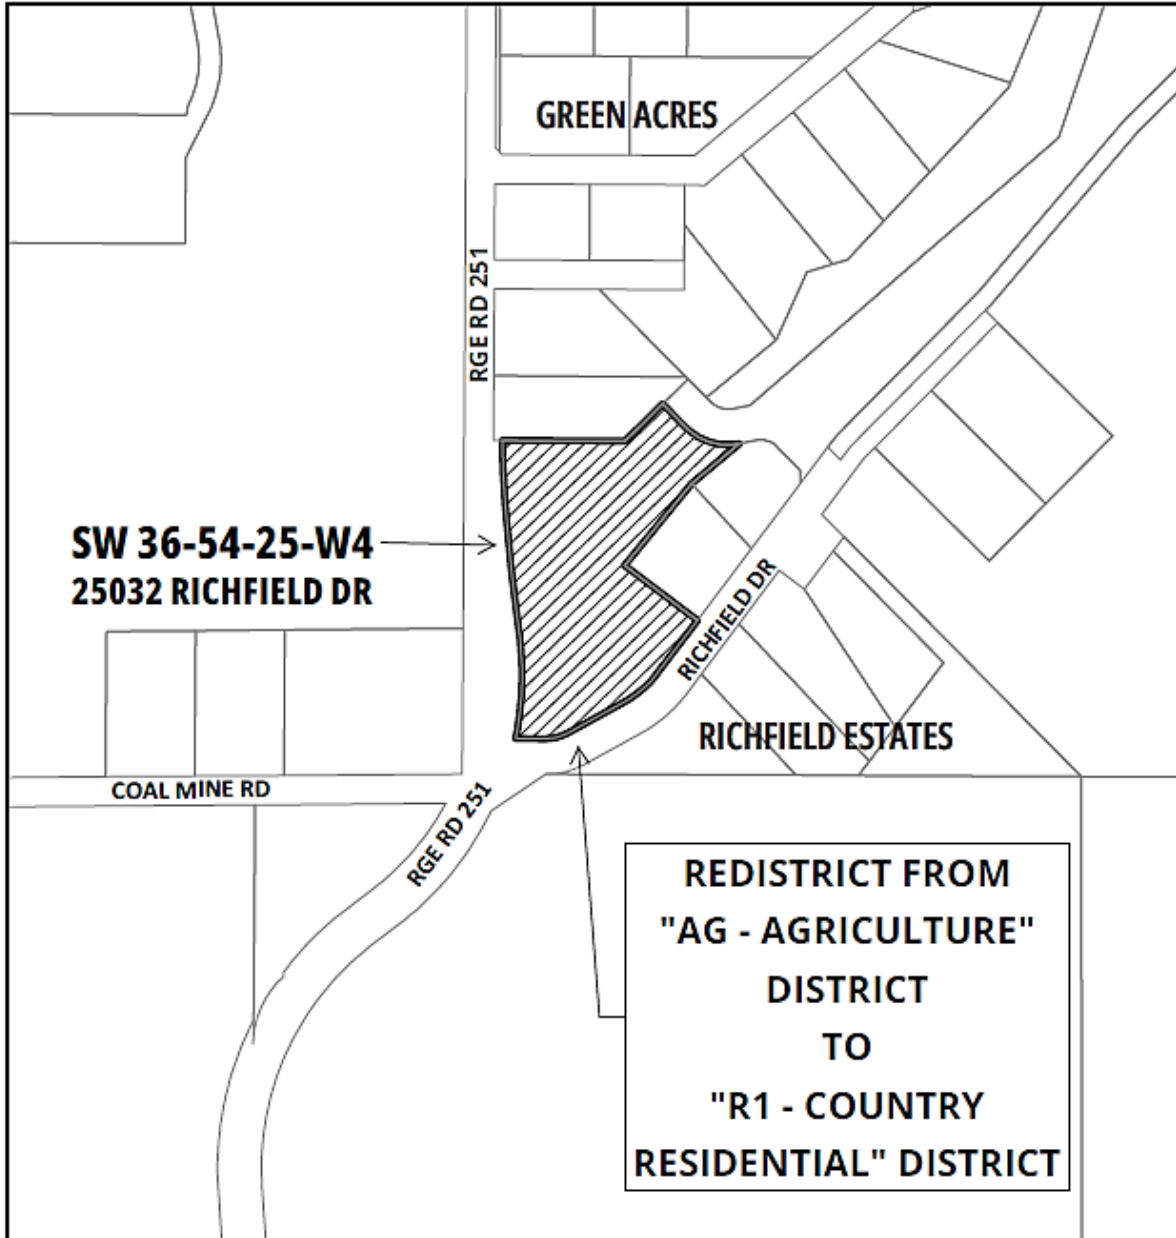 GREEN ACRES
RGE RD 251
SW 36-54-25-W4
25032 RICHFIELD DR
RICHFIELD DR
RICHFIELD ESTATES
COAL MINE RD
RGE RD 251
REDISTRICT FROM
"AG - AGRICULTURE"
DISTRICT
TO
"R1 - COUNTRY
RESIDENTIAL" DISTRICT